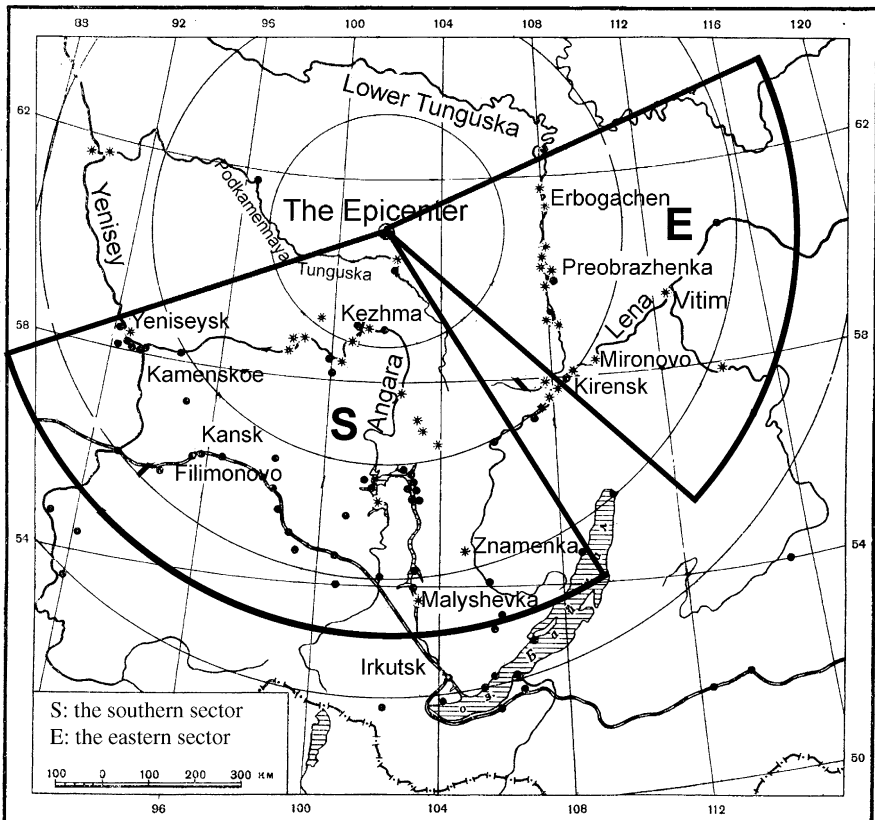 83 92 96 100 104 108 112 116 120
62
62
Lower Tunguska
Podkamennaya
Tunguska
Yenisey
The Epicenter
Erbogachen
E
Preobrazhenka
Vitim
Lena
58
58
Yeniseysk
Kezhma
Mironovo
Kamenskoe
Kirensk
Angara
S
Kansk
Filimonovo
54
54
Znamenka
Malyshevka
Irkutsk
S: the southern sector
E: the eastern sector
100 0 100 200 300 км
50
96 100 104 108 112